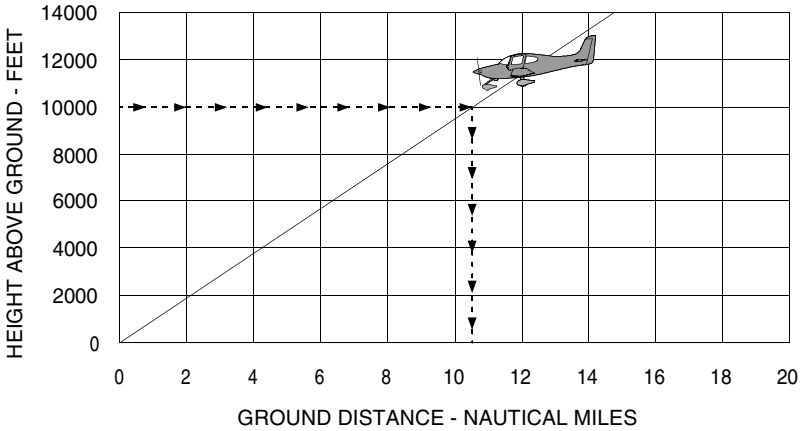 HEIGHT ABOVE GROUND - FEET
14000
12000
10000
8000
6000
4000
2000
0
0 2 4 6 8 10 12 14 16 18 20
GROUND DISTANCE - NAUTICAL MILES